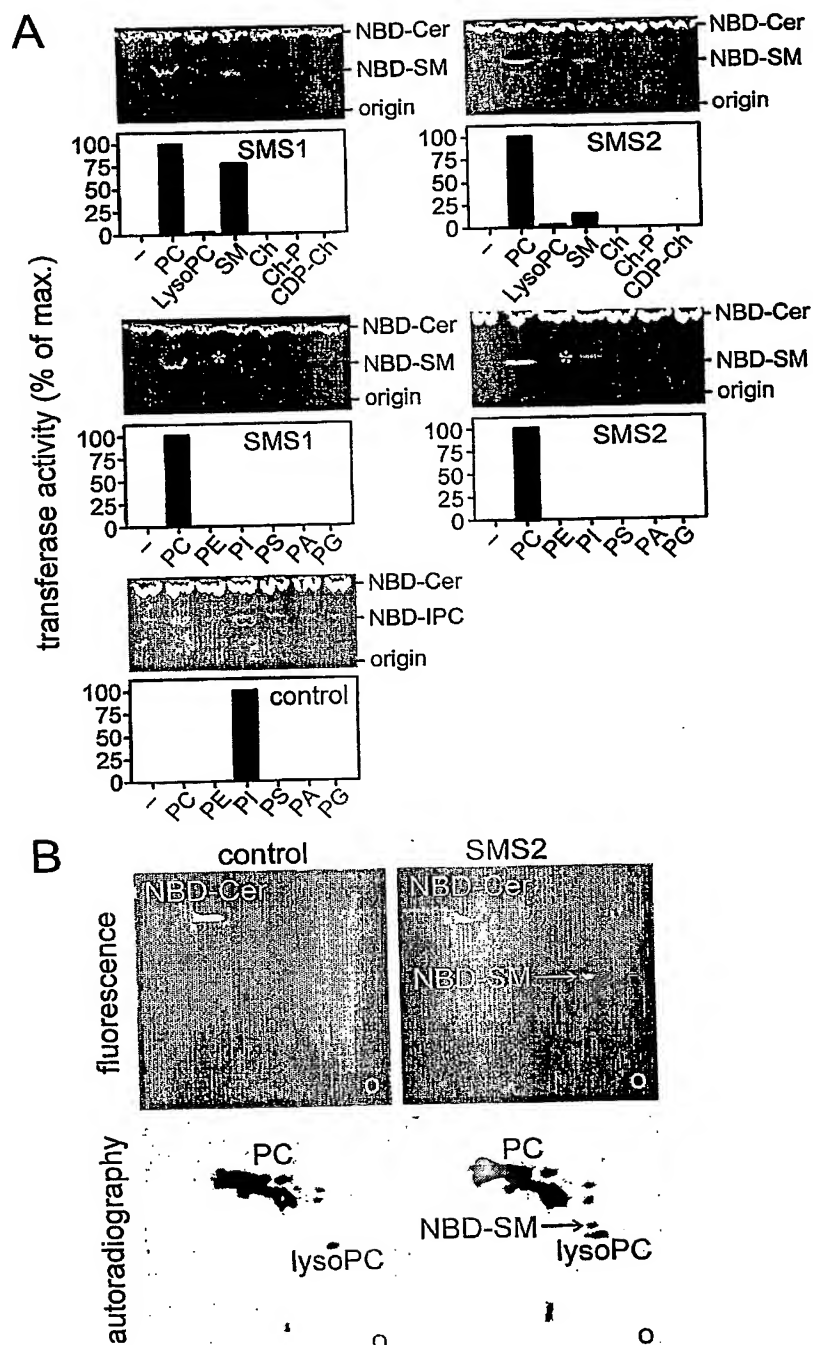 A
NBD-Cer
NBD-SM
origin
100
75
50
25
0
SMS1
– PC LysoPC SM Ch Ch-P CDP-Ch
NBD-Cer
NBD-SM
origin
100
75
50
25
0
SMS2
– PC LysoPC SM Ch Ch-P CDP-Ch
transferase activity (% of max.)
NBD-Cer
*
NBD-SM
origin
100
75
50
25
0
SMS1
– PC PE PI PS PA PG
NBD-Cer
*
NBD-SM
origin
100
75
50
25
0
SMS2
– PC PE PI PS PA PG
NBD-Cer
NBD-IPC
origin
100
75
50
25
0
control
– PC PE PI PS PA PG
B
control
SMS2
fluorescence
NBD-Cer
O
NBD-Cer
NBD-SM
O
autoradiography
PC
lysoPC
O
PC
NBD-SM
lysoPC
O